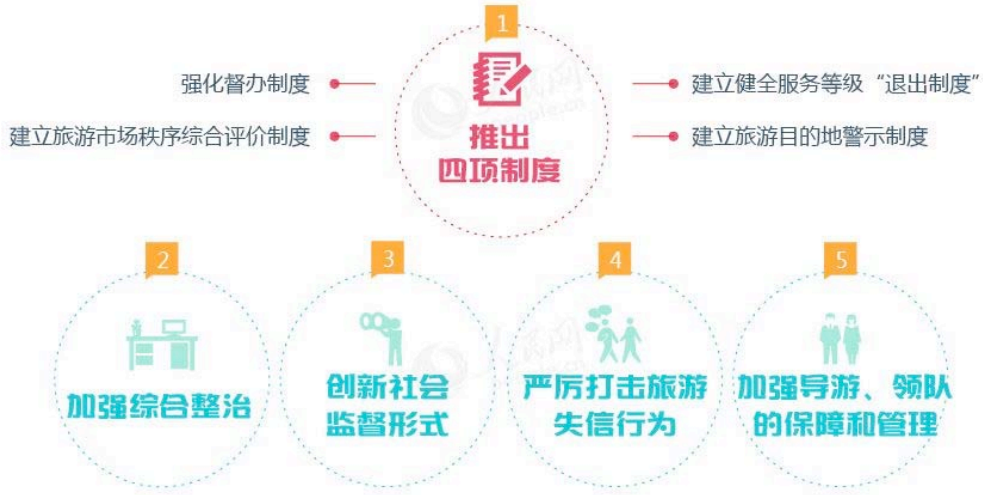 1
推出
四项制度
强化督办制度
建立旅游市场秩序综合评价制度
建立健全服务等级“退出制度”
建立旅游目的地警示制度
2
加强综合整治
3
创新社会
监督形式
4
严厉打击旅游
失信行为
5
加强导游、领队
的保障和管理